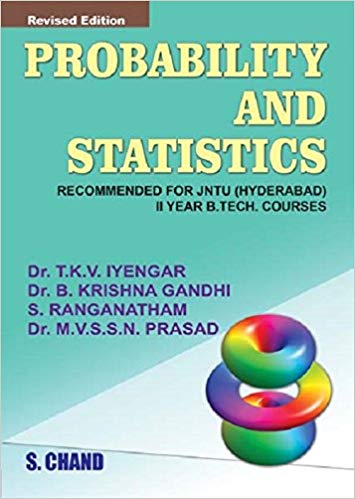 Revised Edition
PROBABILITY
AND
STATISTICS
RECOMMENDED FOR JNTU (HYDERABAD)
II YEAR B.TECH. COURSES
Dr. T.K.V. IYENGAR
Dr. B. KRISHNA GANDHI
S. RANGANATHAM
Dr. M.V.S.S.N. PRASAD
S. CHAND